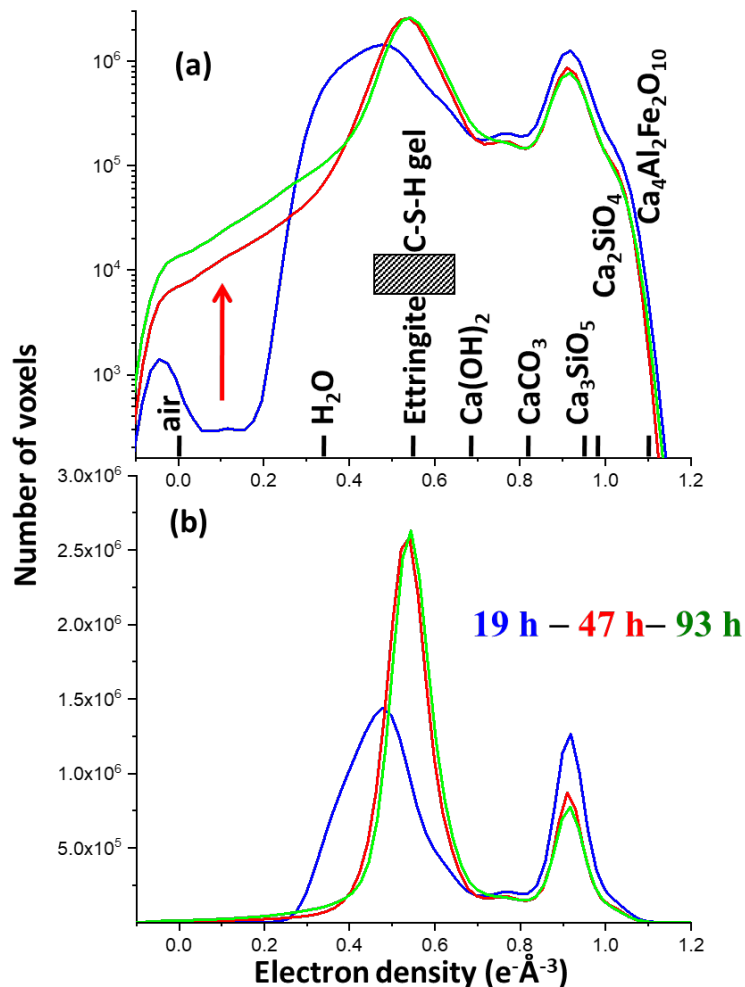 (a)
10⁶
10⁵
10⁴
10³
air
H₂O
Ettringite
C-S-H gel
Ca(OH)₂
CaCO₃
Ca₃SiO₅
Ca₂SiO₄
Ca₄Al₂Fe₂O₁₀
0.0 0.2 0.4 0.6 0.8 1.0 1.2
Number of voxels
(b)
3.0x10⁶
2.5x10⁶
2.0x10⁶
1.5x10⁶
1.0x10⁶
5.0x10⁵
19 h – 47 h– 93 h
0.0 0.2 0.4 0.6 0.8 1.0 1.2
Electron density (e⁻Å⁻³)